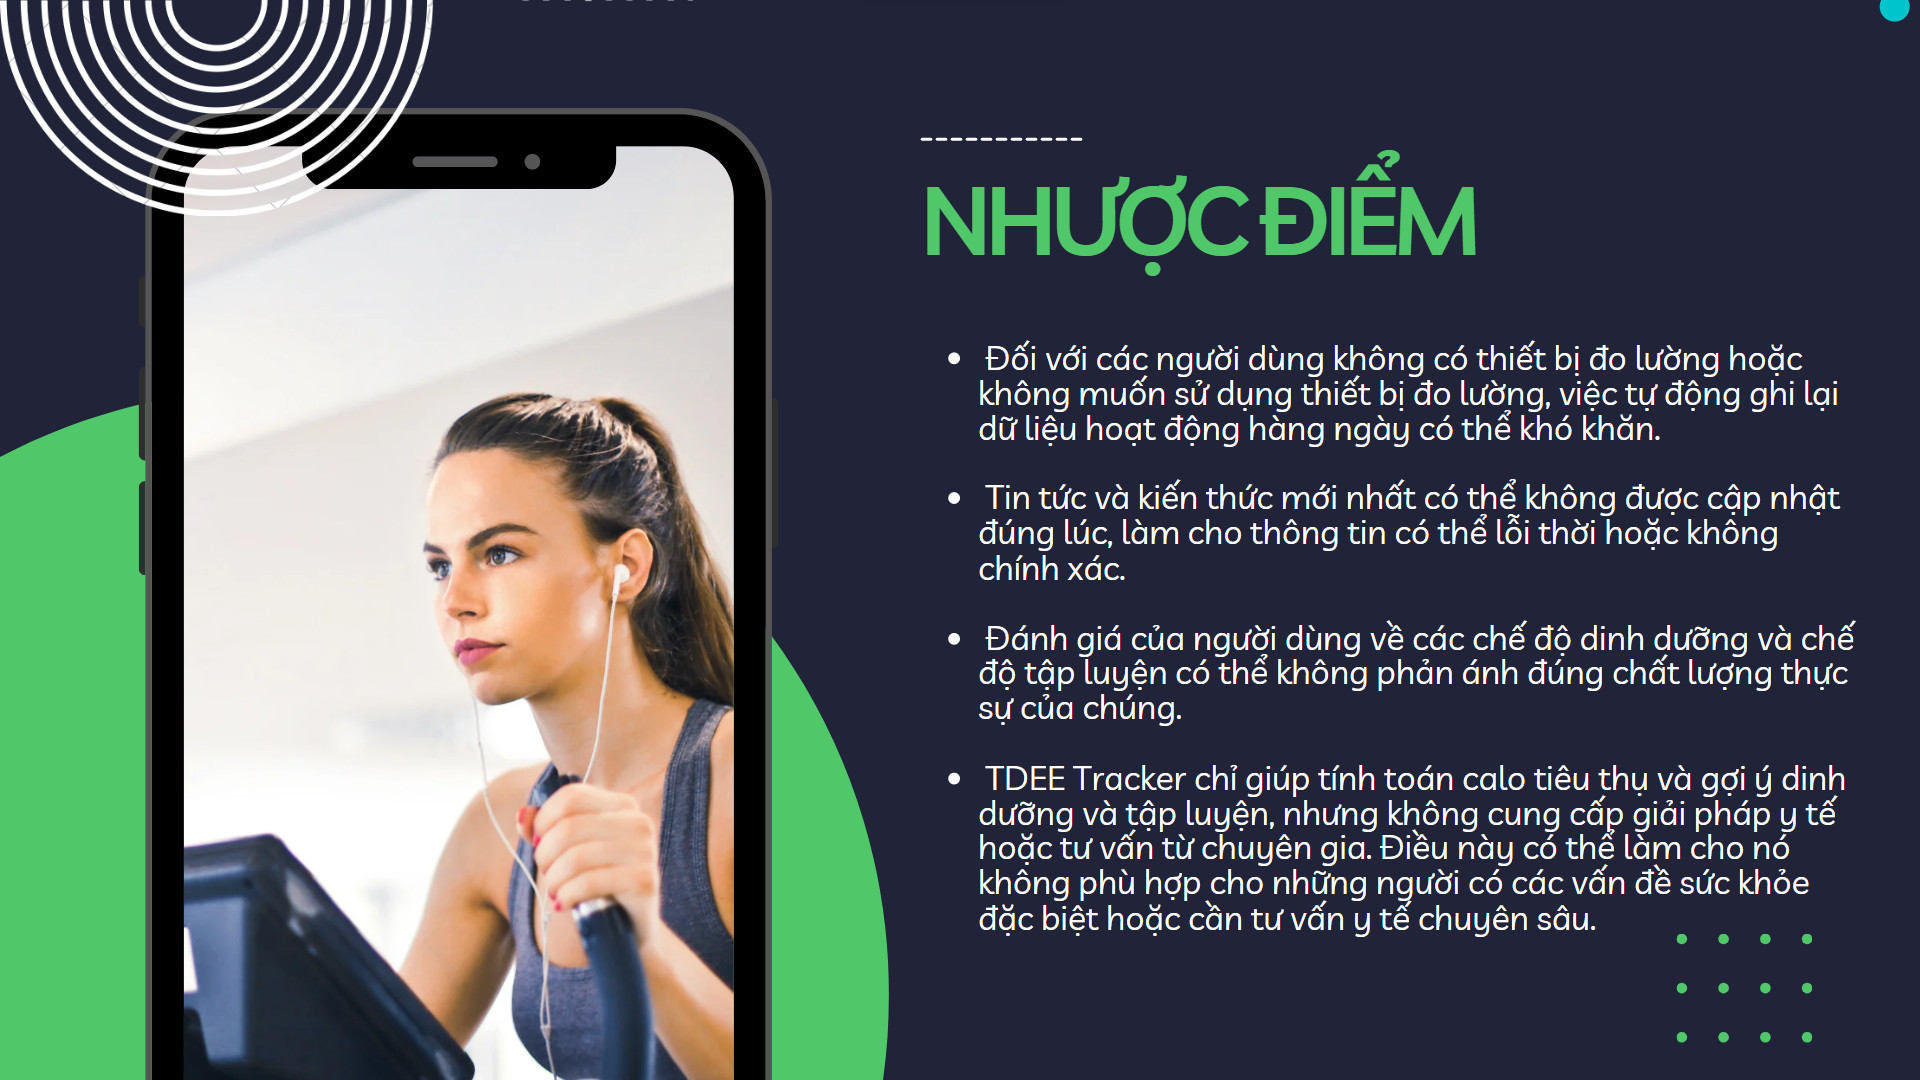 NHƯỢC ĐIỂM
Đối với các người dùng không có thiết bị đo lường hoặc
không muốn sử dụng thiết bị đo lường, việc tự động ghi lại
dữ liệu hoạt động hàng ngày có thể khó khăn.
Tin tức và kiến thức mới nhất có thể không được cập nhật
đúng lúc, làm cho thông tin có thể lỗi thời hoặc không
chính xác.
Đánh giá của người dùng về các chế độ dinh dưỡng và chế
độ tập luyện có thể không phản ánh đúng chất lượng thực
sự của chúng.
TDEE Tracker chỉ giúp tính toán calo tiêu thụ và gợi ý dinh
dưỡng và tập luyện, nhưng không cung cấp giải pháp y tế
hoặc tư vấn từ chuyên gia. Điều này có thể làm cho nó
không phù hợp cho những người có các vấn đề sức khỏe
đặc biệt hoặc cần tư vấn y tế chuyên sâu.